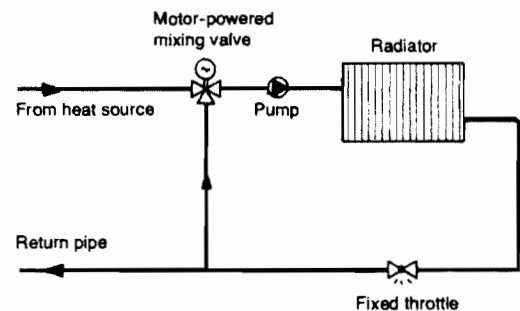 Motor-powered
mixing valve
Radiator
From heat source
Pump
Return pipe
Fixed throttle